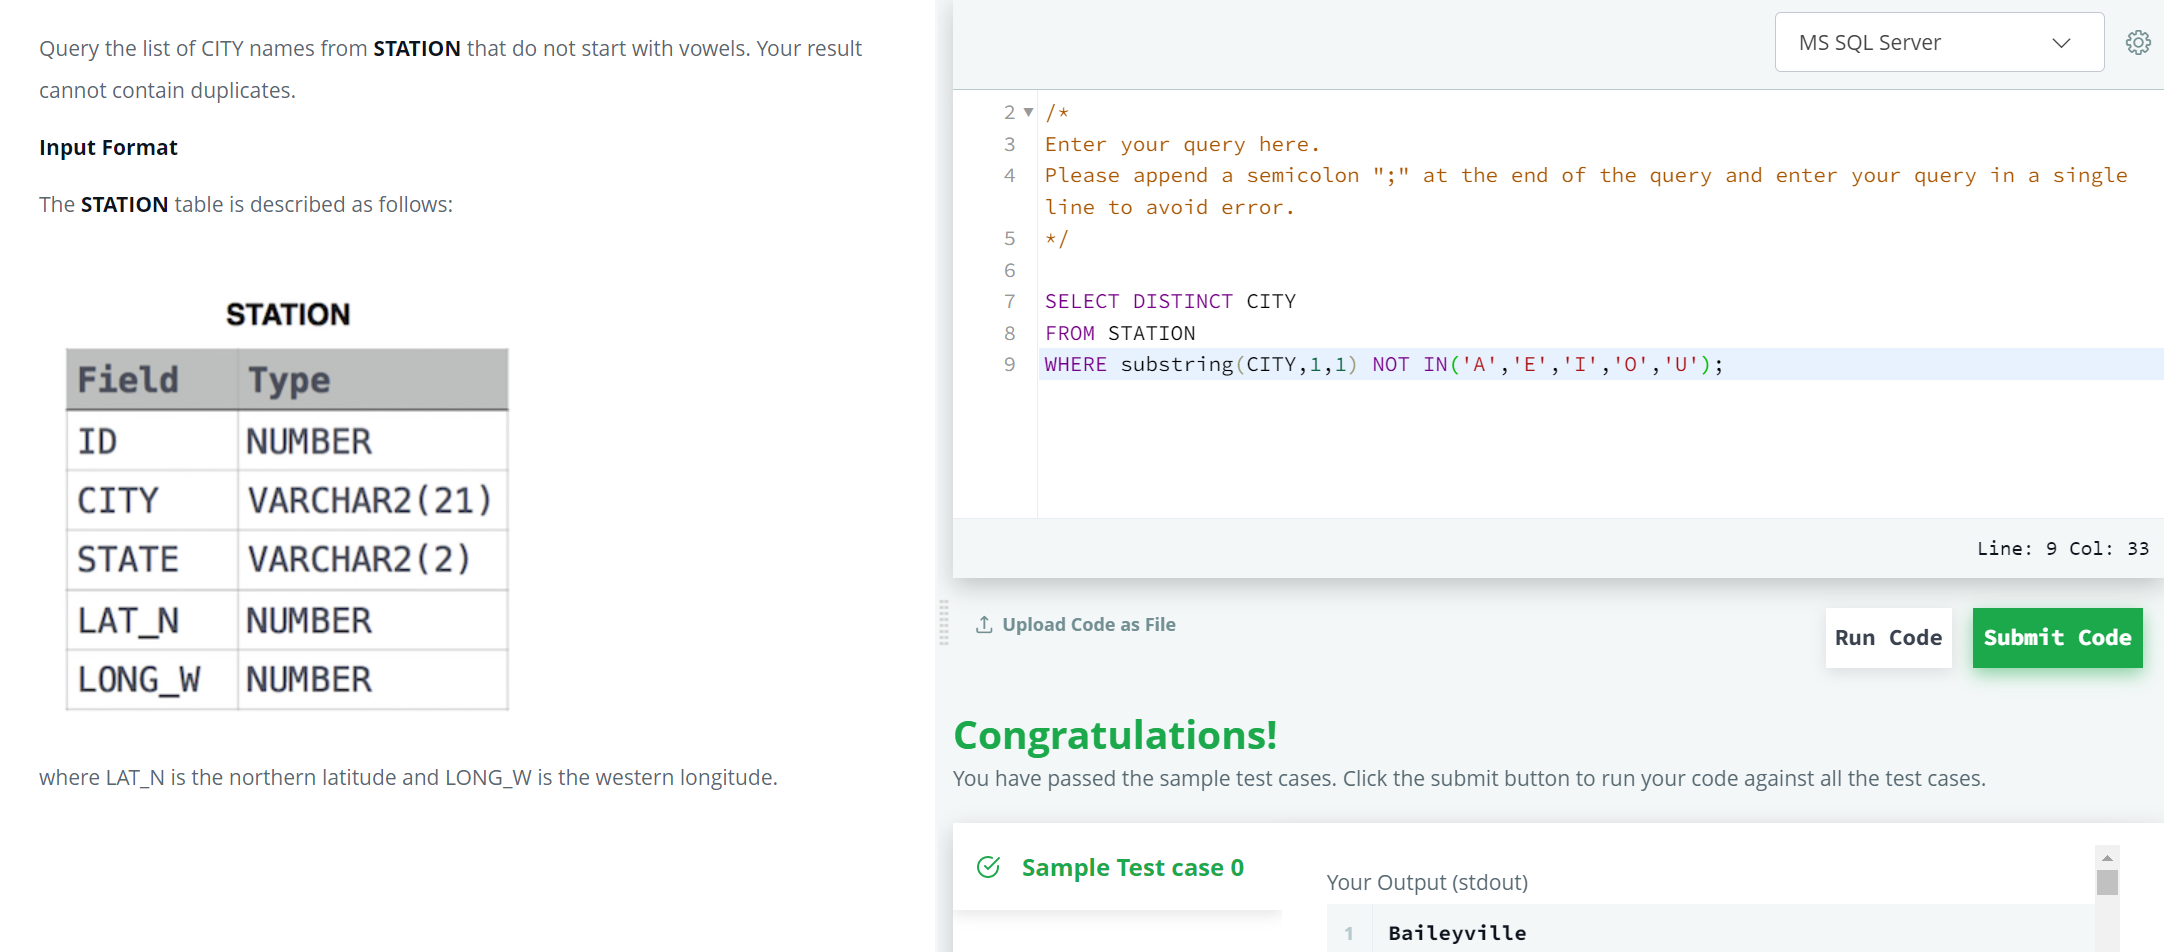 Query the list of CITY names from STATION that do not start with vowels. Your result
cannot contain duplicates.
Input Format
The STATION table is described as follows:
STATION
Field Type
ID NUMBER
CITY VARCHAR2(21)
STATE VARCHAR2(2)
LAT_N NUMBER
LONG_W NUMBER
where LAT_N is the northern latitude and LONG_W is the western longitude.
MS SQL Server
2 /*
3 Enter your query here.
4 Please append a semicolon ";" at the end of the query and enter your query in a single
line to avoid error.
5 */
6
7 SELECT DISTINCT CITY
8 FROM STATION
9 WHERE substring(CITY,1,1) NOT IN('A','E','I','O','U');
Line: 9 Col: 33
Upload Code as File
Run Code
Submit Code
Congratulations!
You have passed the sample test cases. Click the submit button to run your code against all the test cases.
Sample Test case 0
Your Output (stdout)
1 Baileyville